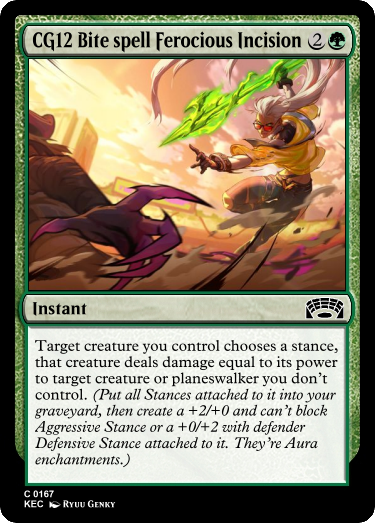 CG12 Bite spell Ferocious Incision 2
Instant
Target creature you control chooses a stance,
that creature deals damage equal to its power
to target creature or planeswalker you don't
control. (Put all Stances attached to it into your
graveyard, then create a +2/+0 and can't block
Aggressive Stance or a +0/+2 with defender
Defensive Stance attached to it. They're Aura
enchantments.)
C 0167
KEC Ryuu Genky